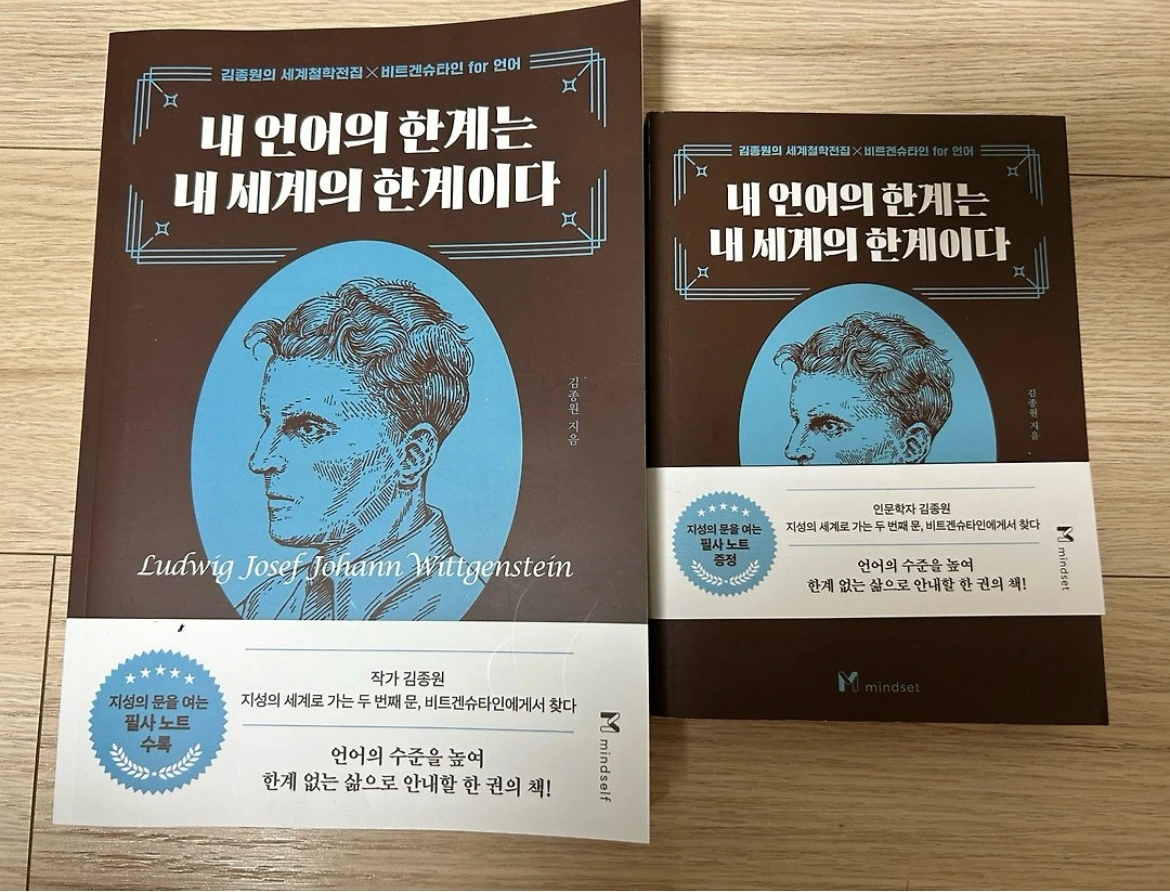 김종원의 세계철학전집×비트겐슈타인 for 언어
내 언어의 한계는
내 세계의 한계이다
김종원 지음
Ludwig Josef Johann Wittgenstein
지성의 문을 여는
필사 노트
수록
작가 김종원
지성의 세계로 가는 두 번째 문, 비트겐슈타인에게서 찾다
언어의 수준을 높여
한계 없는 삶으로 안내할 한 권의 책!
mindself
김종원의 세계철학전집×비트겐슈타인 for 언어
내 언어의 한계는
내 세계의 한계이다
김종원 지음
지성의 문을 여는
필사 노트
증정
인문학자 김종원
지성의 세계로 가는 두 번째 문, 비트겐슈타인에게서 찾다
언어의 수준을 높여
한계 없는 삶으로 안내할 한 권의 책!
mindset
mindset